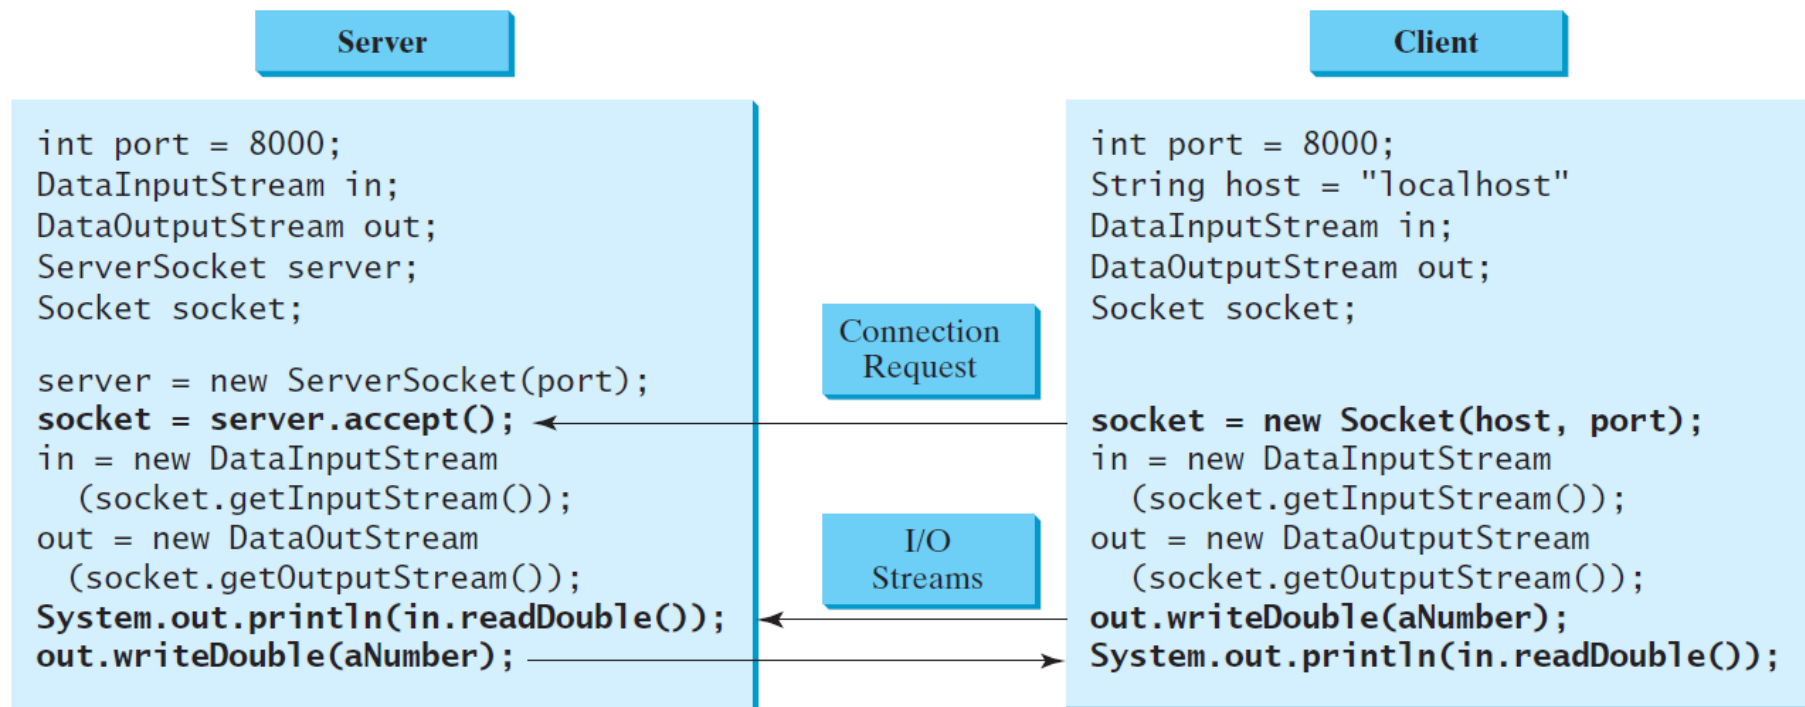 Server
int port = 8000;
DataInputStream in;
DataOutputStream out;
ServerSocket server;
Socket socket;
server = new ServerSocket(port);
socket = server.accept();
in = new DataInputStream
(socket.getInputStream());
out = new DataOutStream
(socket.getOutputStream());
System.out.println(in.readDouble());
out.writeDouble(aNumber);
Connection
Request
I/O
Streams
Client
int port = 8000;
String host = "localhost"
DataInputStream in;
DataOutputStream out;
Socket socket;
socket = new Socket(host, port);
in = new DataInputStream
(socket.getInputStream());
out = new DataOutputStream
(socket.getOutputStream());
out.writeDouble(aNumber);
System.out.println(in.readDouble());